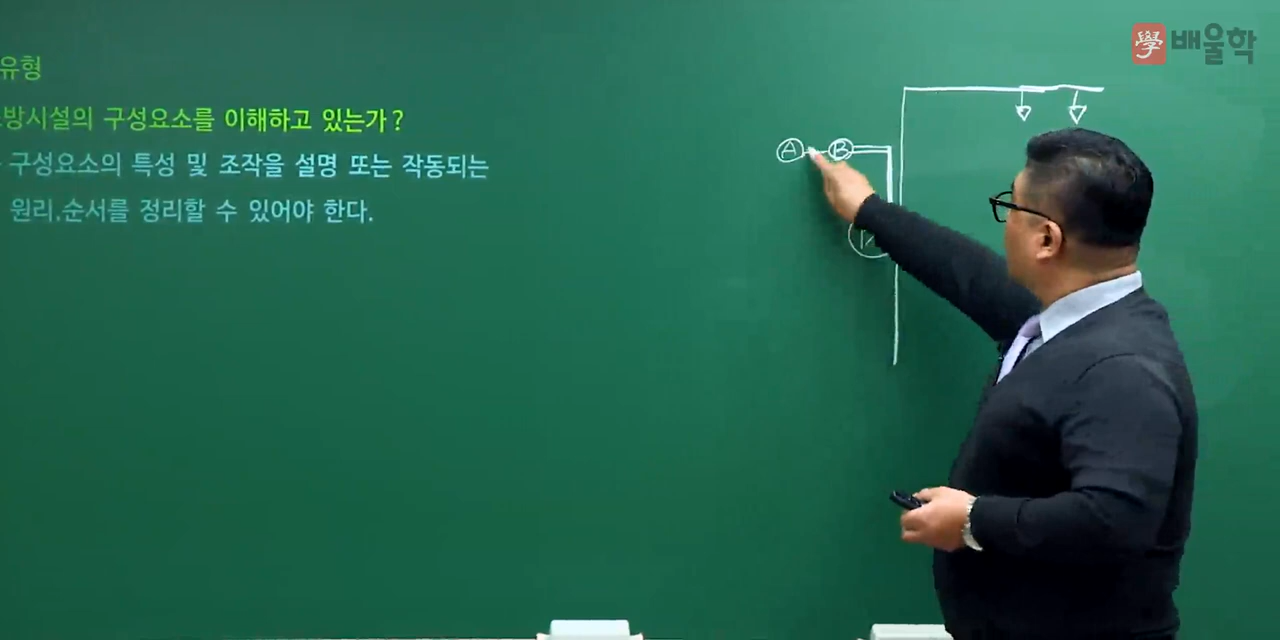 學 배울학
유형
방시설의 구성요소를 이해하고 있는가?
구성요소의 특성 및 조작을 설명 또는 작동되는
원리,순서를 정리할 수 있어야 한다.
A B